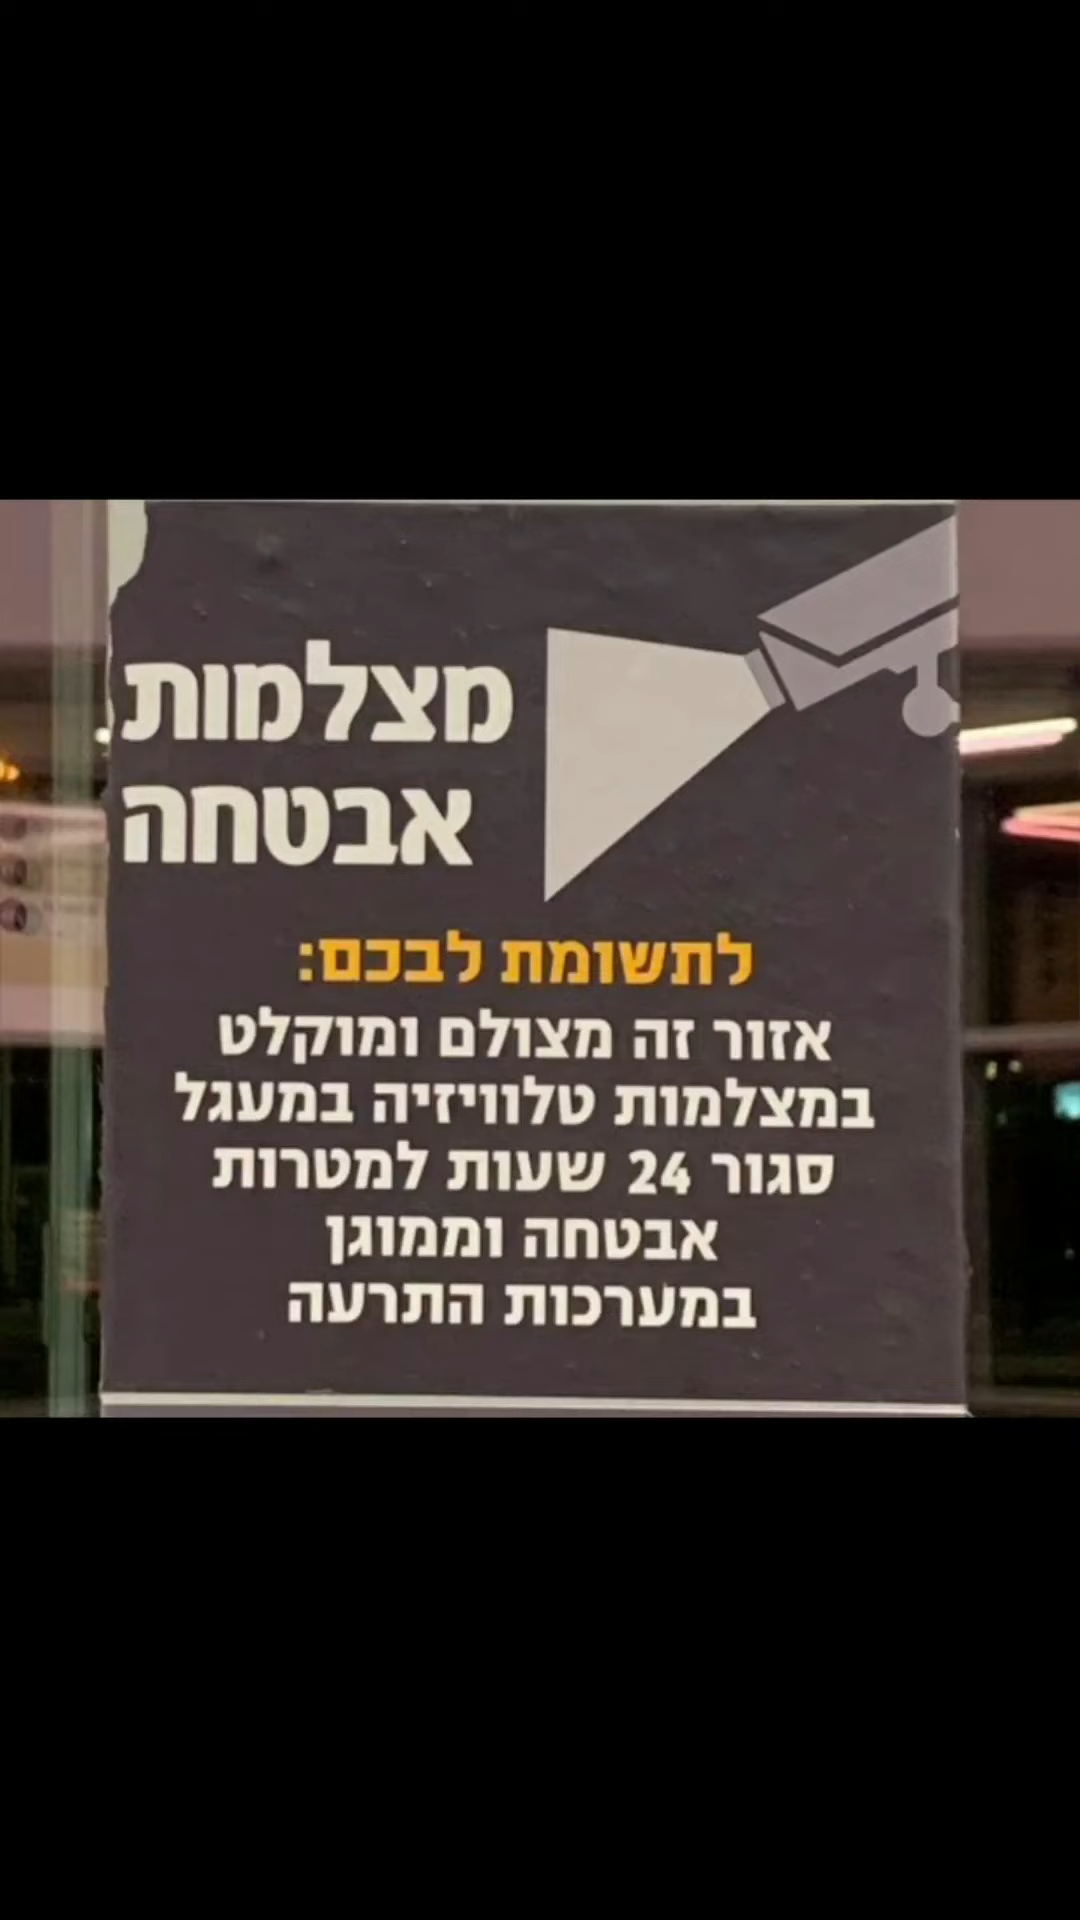 מצלמות
אבטחה
לתשומת לבכם:
אזור זה מצולם ומוקלט
במצלמות טלוויזיה במעגל
סגור 24 שעות למטרות
אבטחה וממוגן
במערכות התרעה